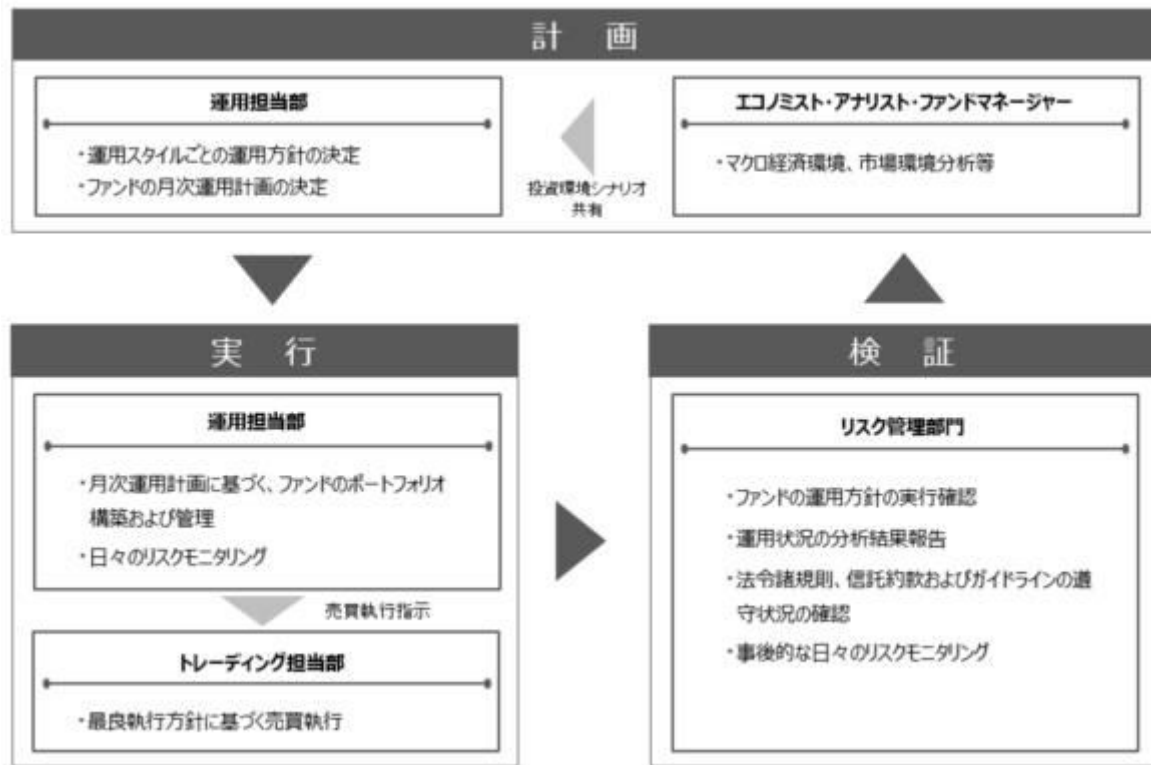 計 画
運用担当部
・運用スタイルごとの運用方針の決定
・ファンドの月次運用計画の決定
投資環境シナリオ
共有
エコノミスト・アナリスト・ファンドマネージャー
・マクロ経済環境、市場環境分析等
実 行
運用担当部
・月次運用計画に基づく、ファンドのポートフォリオ
構築および管理
・日々のリスクモニタリング
売買執行指示
トレーディング担当部
・最良執行方針に基づく売買執行
検 証
リスク管理部門
・ファンドの運用方針の実行確認
・運用状況の分析結果報告
・法令諸規則、信託約款およびガイドラインの遵
守状況の確認
・事後的な日々のリスクモニタリング